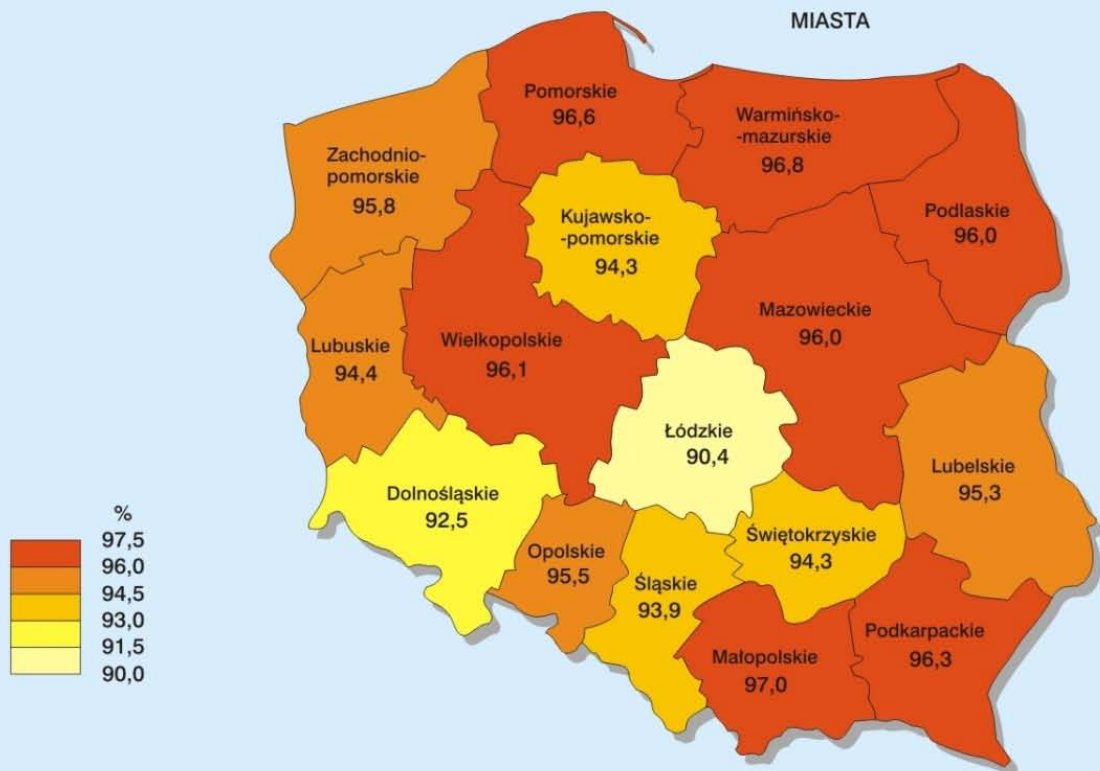 MIASTA
Pomorskie
96,6
Warmińsko-
-mazurskie
96,8
Zachodnio-
pomorskie
95,8
Kujawsko-
-pomorskie
94,3
Podlaskie
96,0
Mazowieckie
96,0
Lubuskie
94,4
Wielkopolskie
96,1
Łódzkie
90,4
Lubelskie
95,3
Dolnośląskie
92,5
Opolskie
95,5
Śląskie
93,9
Świętokrzyskie
94,3
Małopolskie
97,0
Podkarpackie
96,3
%
97,5
96,0
94,5
93,0
91,5
90,0